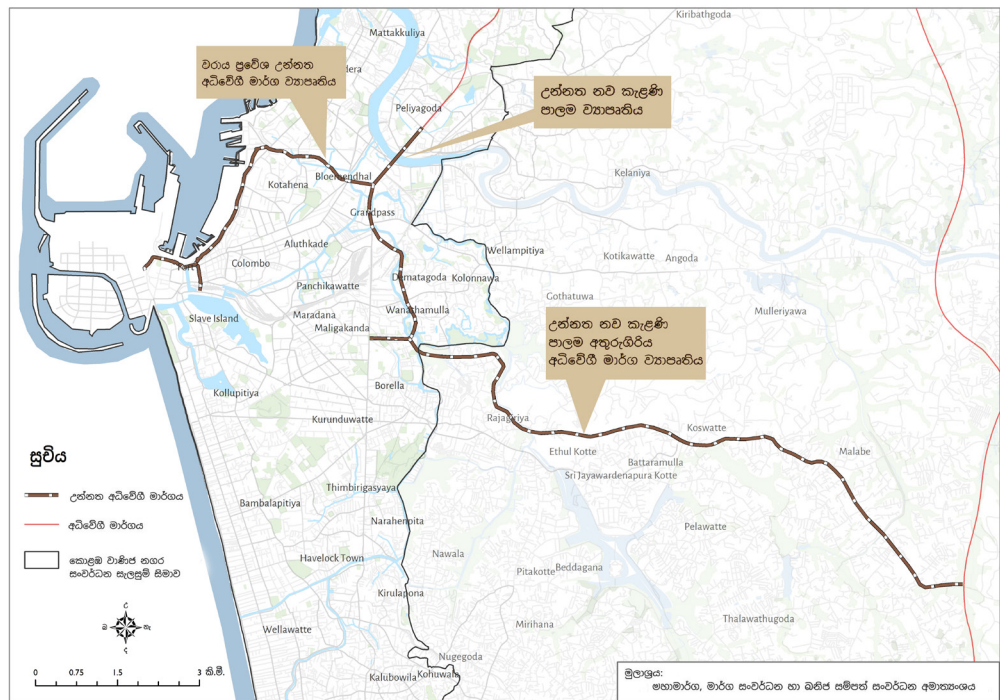 Kiribathgoda
Mattakkuliya
වරාය ප්‍රවේශ උන්නත
අධිවේගී මාර්ග ව්‍යාපෘතිය
dera
උන්නත නව කැළණි
පාලම ව්‍යාපෘතිය
Peliyagoda
Bloemendhal
Kotahena
Kelaniya
Grandpass
Aluthkade
Wellampitiya
Kotikawatte
Angoda
Fort
Colombo
Dematagoda
Kolonnawa
Panchikawatte
Gothatuwa
Mulleriyawa
Maradana
Wanathamulla
Slave Island
Maligakanda
උන්නත නව කැළණි
පාලම අතුරුගිරිය
අධිවේගී මාර්ග ව්‍යාපෘතිය
Borella
Kollupitiya
Kurunduwatte
Rajagiriya
Koswatte
Ethul Kotte
Malabe
Battaramulla
Sri Jayawardenapura Kotte
සුචිය
Thimbirigasyaya
උන්නත අධිවේගී මාර්ගය
Bambalapitiya
Narahenpita
Pelawatte
අධිවේගී මාර්ගය
Havelock Town
Nawala
කොළඹ වාණිජ නගර
සංවර්ධන සැලසුම් සීමාව
Pitakotte
Beddagana
Kirulapona
Mirihana
Thalawathugoda
Wellawatte
Nugegoda
Kalubowila
Kohuwala
උ
බ
නැ
ද
0 0.75 1.5 3 කි.මී.
මූලාශ්‍රය:
මහාමාර්ග, මාර්ග සංවර්ධන හා ඛනිජ සම්පත් සංවර්ධන අමාත්‍යංශය